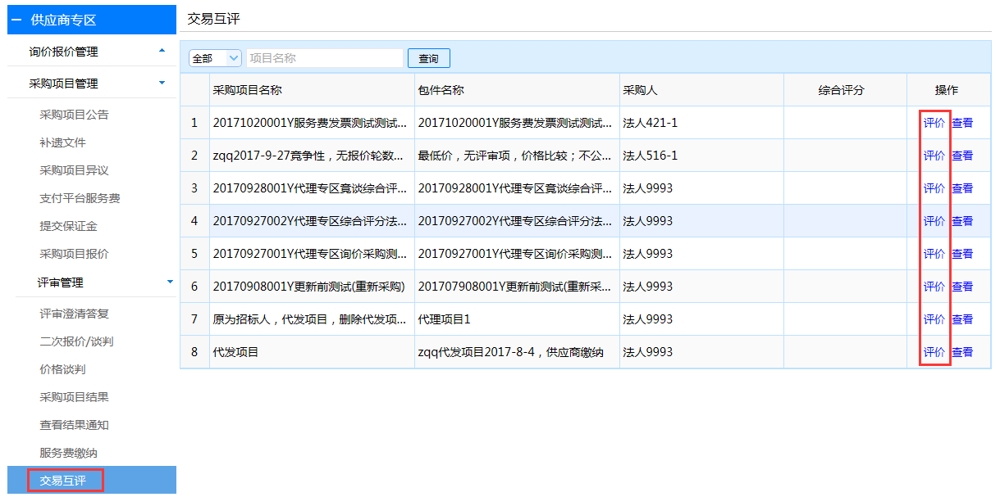 供应商专区
询价报价管理
采购项目管理
采购项目公告
补遗文件
采购项目异议
支付平台服务费
提交保证金
采购项目报价
评审管理
评审澄清答复
二次报价/谈判
价格谈判
采购项目结果
查看结果通知
服务费缴纳
交易互评
交易互评
全部 项目名称 查询
采购项目名称 包件名称 采购人 综合评分 操作
1 20171020001Y服务费发票测试测试... 20171020001Y服务费发票测试测试... 法人421-1 评价 查看
2 zqq2017-9-27竟争性，无报价轮数... 最低价，无评审项，价格比较；不公... 法人516-1 评价 查看
3 20170928001Y代理专区竟谈综合评... 20170928001Y代理专区竟谈综合评... 法人9993 评价 查看
4 20170927002Y代理专区综合评分法... 20170927002Y代理专区综合评分法... 法人9993 评价 查看
5 20170927001Y代理专区询价采购测... 20170927001Y代理专区询价采购测... 法人9993 评价 查看
6 20170908001Y更新前测试(重新采购) 201707908001Y更新前测试(重新采... 法人9993 评价 查看
7 原为招标人，代发项目，删除代发项... 代理项目1 法人9993 评价 查看
8 代发项目 zqq代发项目2017-8-4，供应商缴纳 法人9993 评价 查看